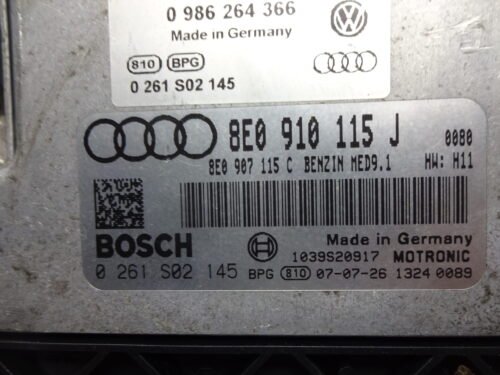 0 986 264 366
Made in Germany
810 BPG
0 261 S02 145
8E0 910 115 J 0080
8E0 907 115 C BENZIN MED9.1 HW: H11
BOSCH Made in Germany
1039S20917 MOTRONIC
0 261 S02 145 BPG 810 07-07-26 1324 0089